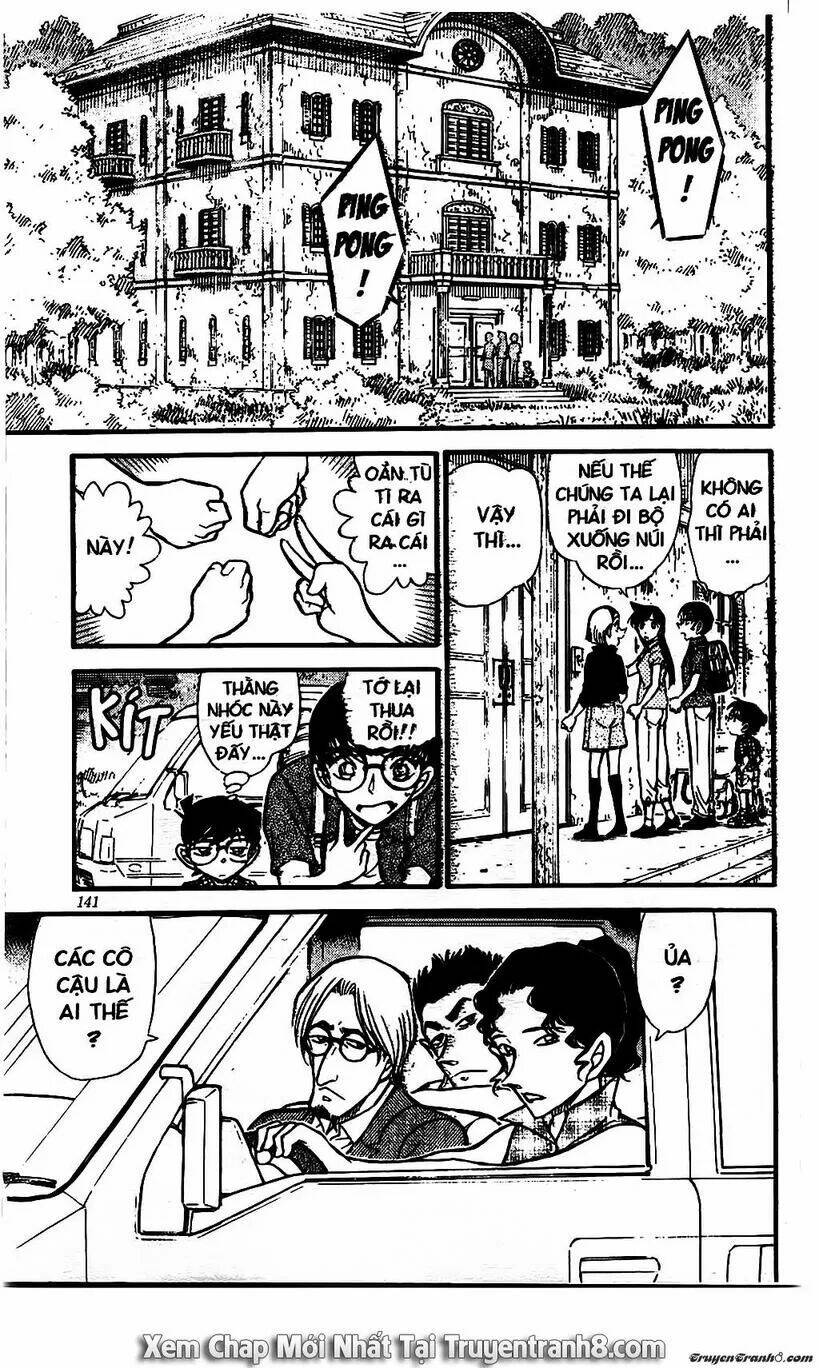 PING
PONG
!
PING
PONG
!
KHÔNG
CÓ AI
THÌ PHẢI
...
NẾU THẾ
CHÚNG TA LẠI
PHẢI ĐI BỘ
XUỐNG NÚI
RỒI...
VẬY
THÌ...
OẲN TÙ
TÌ RA
CÁI GÌ
RA CÁI
...
NÀY!
TỚ LẠI
THUA
RỒI!!
THẰNG
NHÓC NÀY
YẾU THẬT
ĐẤY...
KÍT
141
ỦA
?
CÁC CÔ
CẬU LÀ
AI THẾ
?
Xem Chap Mới Nhất Tại Truyentranh8.com
TruyenTranh8.com